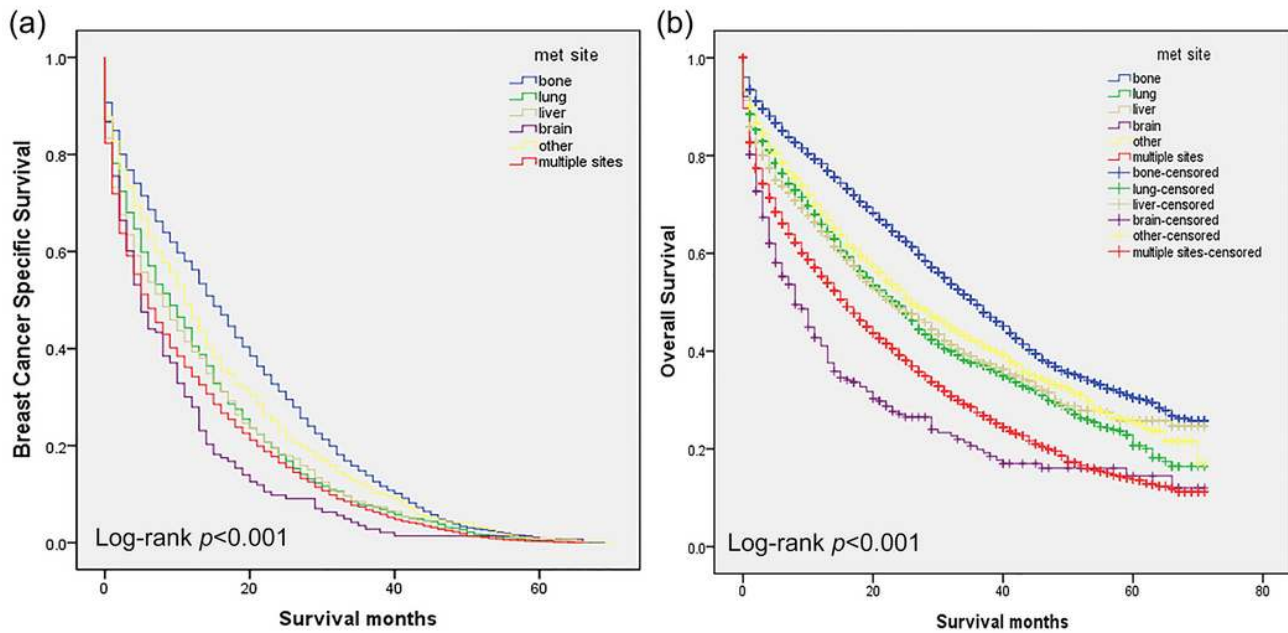 (a)
met site
bone
lung
liver
brain
other
multiple sites
1.0
0.8
0.6
0.4
0.2
0.0
Breast Cancer Specific Survival
Log-rank p<0.001
0 20 40 60
Survival months
(b)
met site
bone
lung
liver
brain
other
multiple sites
bone-censored
lung-censored
liver-censored
brain-censored
other-censored
multiple sites-censored
1.0
0.8
0.6
0.4
0.2
0.0
Overall Survival
Log-rank p<0.001
0 20 40 60 80
Survival months